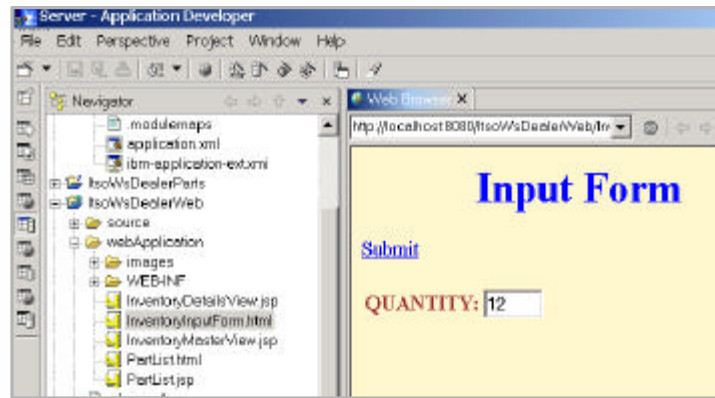 Server - Application Developer
File Edit Perspective Project Window Help
Navigator
.modulemaps
application.xml
ibm-application-ext.xmi
ItsoWsDealerParts
ItsoWsDealerWeb
source
webApplication
images
WEB-INF
InventoryDetailsView.jsp
InventoryInputForm.html
InventoryMasterView.jsp
PartList.html
PartList.jsp
Web Browser
http://localhost:8080/ItsoWsDealerWeb/Inv
Input Form
Submit
QUANTITY: 12